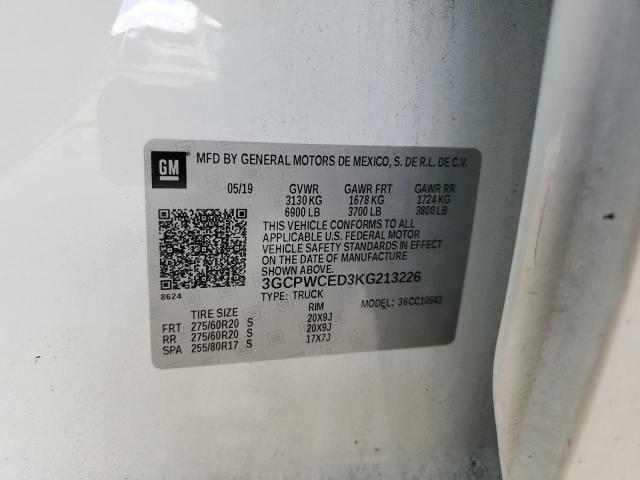 GM MFD BY GENERAL MOTORS DE MEXICO, S. DE R.L. DE C.V.
05/19 GVWR GAWR FRT GAWR RR
3130 KG 1678 KG 1724 KG
6900 LB 3700 LB 3800 LB
THIS VEHICLE CONFORMS TO ALL
APPLICABLE U.S. FEDERAL MOTOR
VEHICLE SAFETY STANDARDS IN EFFECT
ON THE DATE OF MANUFACTURE
SHOWN ABOVE.
8624 3GCPWCED3KG213226
TYPE: TRUCK MODEL: 36CC10543
TIRE SIZE RIM
FRT 275/60R20 S 20X9J
RR 275/60R20 S 20X9J
SPA 255/80R17 S 17X7J